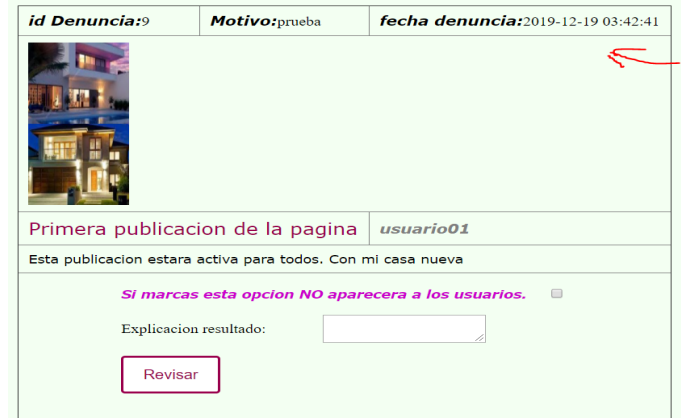 id Denuncia:9 Motivo:prueba fecha denuncia:2019-12-19 03:42:41
Primera publicacion de la pagina usuario01
Esta publicacion estara activa para todos. Con mi casa nueva
Si marcas esta opcion NO aparecera a los usuarios.
Explicacion resultado:
Revisar